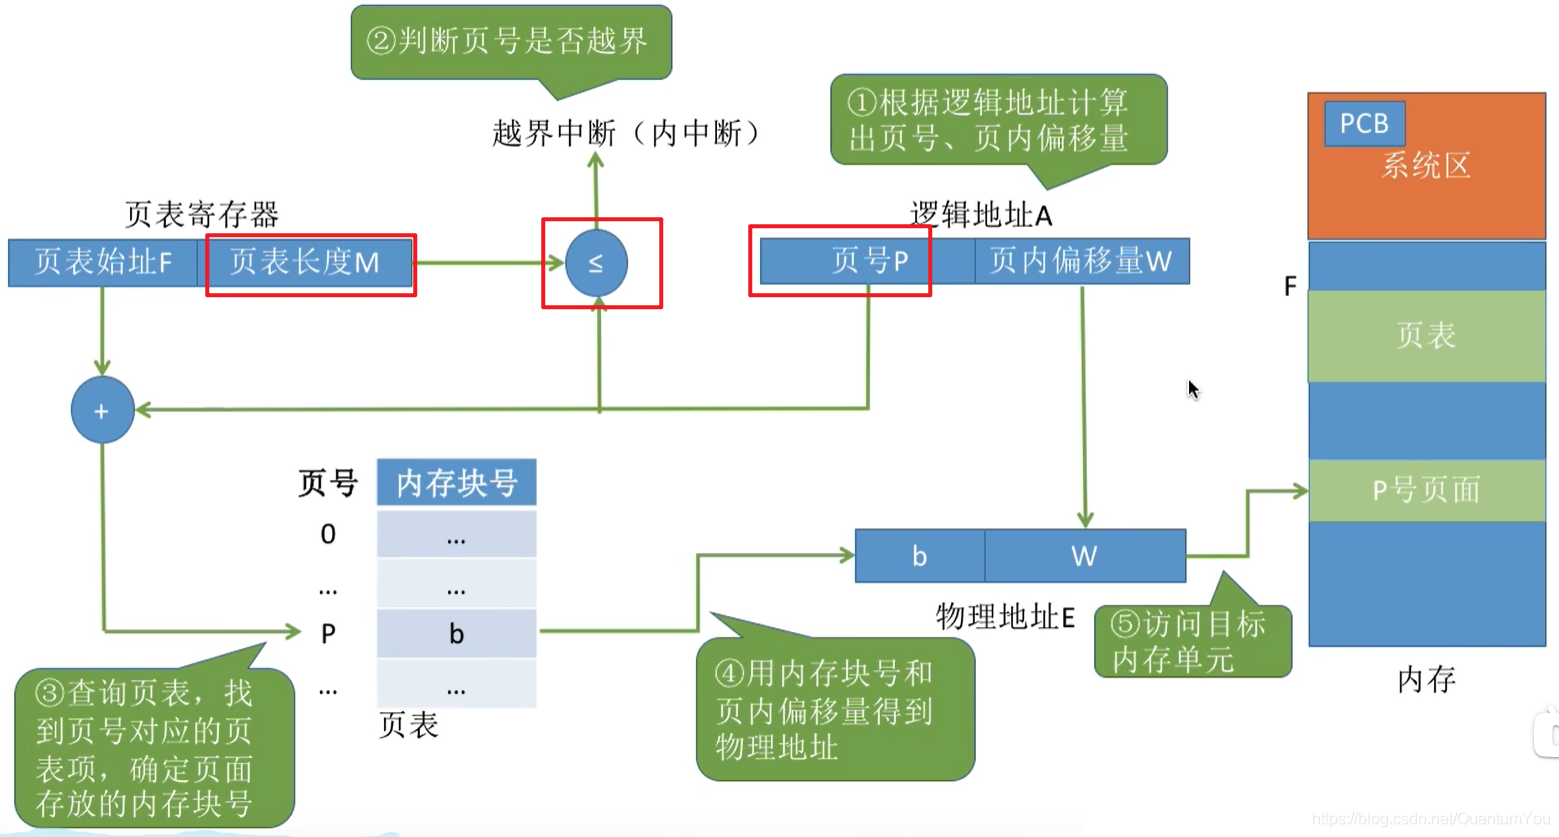 ②判断页号是否越界
越界中断（内中断）
①根据逻辑地址计算
出页号、页内偏移量
PCB
系统区
页表寄存器
逻辑地址A
页表始址F
页表长度M
≤
页号P
页内偏移量W
F
页表
+
页号
内存块号
0
...
...
...
P
b
...
...
页表
P号页面
b
W
物理地址E
③查询页表，找
到页号对应的页
表项，确定页面
存放的内存块号
④用内存块号和
页内偏移量得到
物理地址
⑤访问目标
内存单元
内存
https://blog.csdn.net/QuantumYou